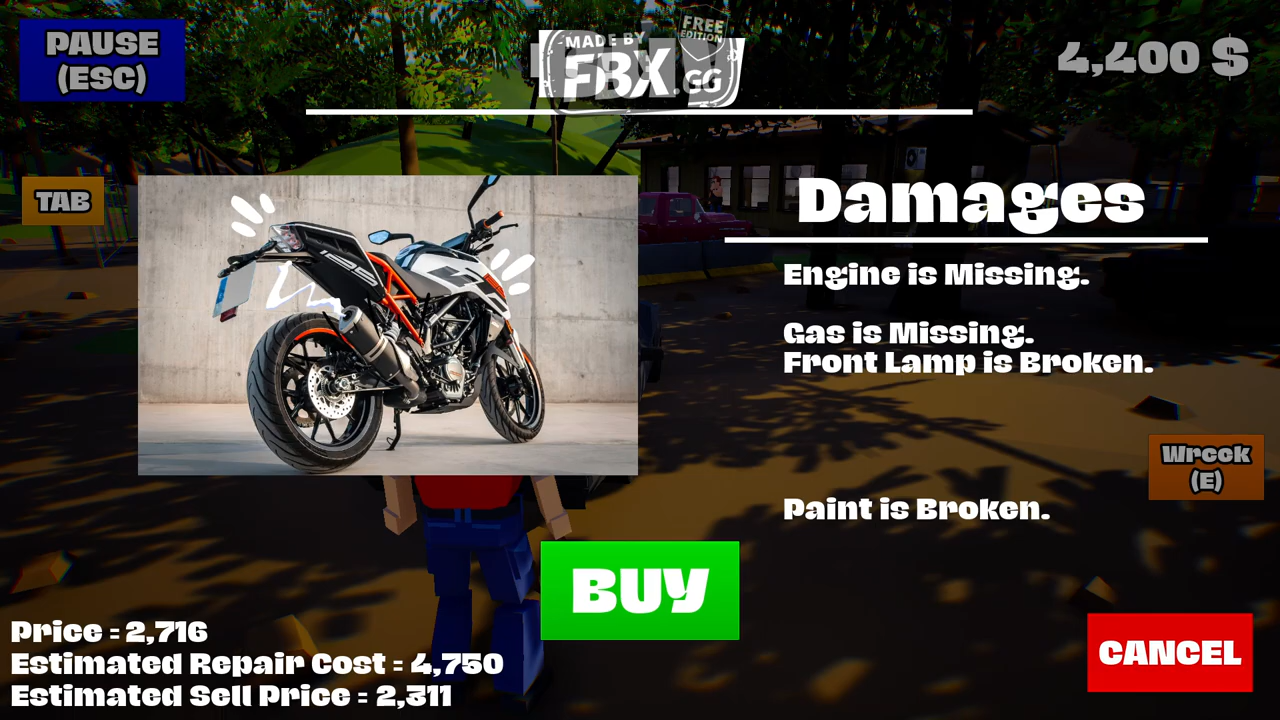 PAUSE
(ESC)
MADE BY
FREE
EDITION
FBX.GG
4,400 $
TAB
Damages
Engine is Missing.
Gas is Missing.
Front Lamp is Broken.
Wreck
(E)
Paint is Broken.
BUY
Price = 2,716
Estimated Repair Cost = 4,750
Estimated Sell Price = 2,311
CANCEL
125